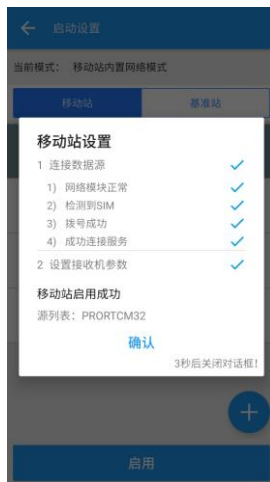 启动设置
当前模式： 移动站内置网络模式
移动站 基准站
移动站设置
1 连接数据源
1) 网络模块正常
2) 检测到SIM
3) 拨号成功
4) 成功连接服务
2 设置接收机参数
移动站启用成功
源列表：PRORTCM32
确认
3秒后关闭对话框!
启用